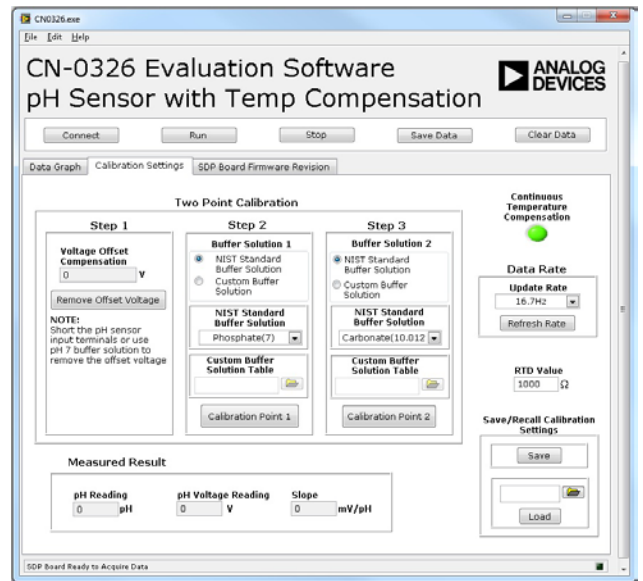 CN0326.exe
File Edit Help
CN-0326 Evaluation Software
pH Sensor with Temp Compensation
ANALOG
DEVICES
Connect Run Stop Save Data Clear Data
Data Graph Calibration Settings SDP Board Firmware Revision
Two Point Calibration
Step 1
Voltage Offset
Compensation
0 V
Remove Offset Voltage
NOTE:
Short the pH sensor
input terminals or use
pH 7 buffer solution to
remove the offset voltage
Step 2
Buffer Solution 1
NIST Standard
Buffer Solution
Custom Buffer
Solution
NIST Standard
Buffer Solution
Phosphate(7)
Custom Buffer
Solution Table
Calibration Point 1
Step 3
Buffer Solution 2
NIST Standard
Buffer Solution
Custom Buffer
Solution
NIST Standard
Buffer Solution
Carbonate(10.012
Custom Buffer
Solution Table
Calibration Point 2
Continuous
Temperature
Compensation
Data Rate
Update Rate
16.7Hz
Refresh Rate
RTD Value
1000 Ω
Save/Recall Calibration
Settings
Save
Load
Measured Result
pH Reading
0 pH
pH Voltage Reading
0 V
Slope
0 mV/pH
SDP Board Ready to Acquire Data